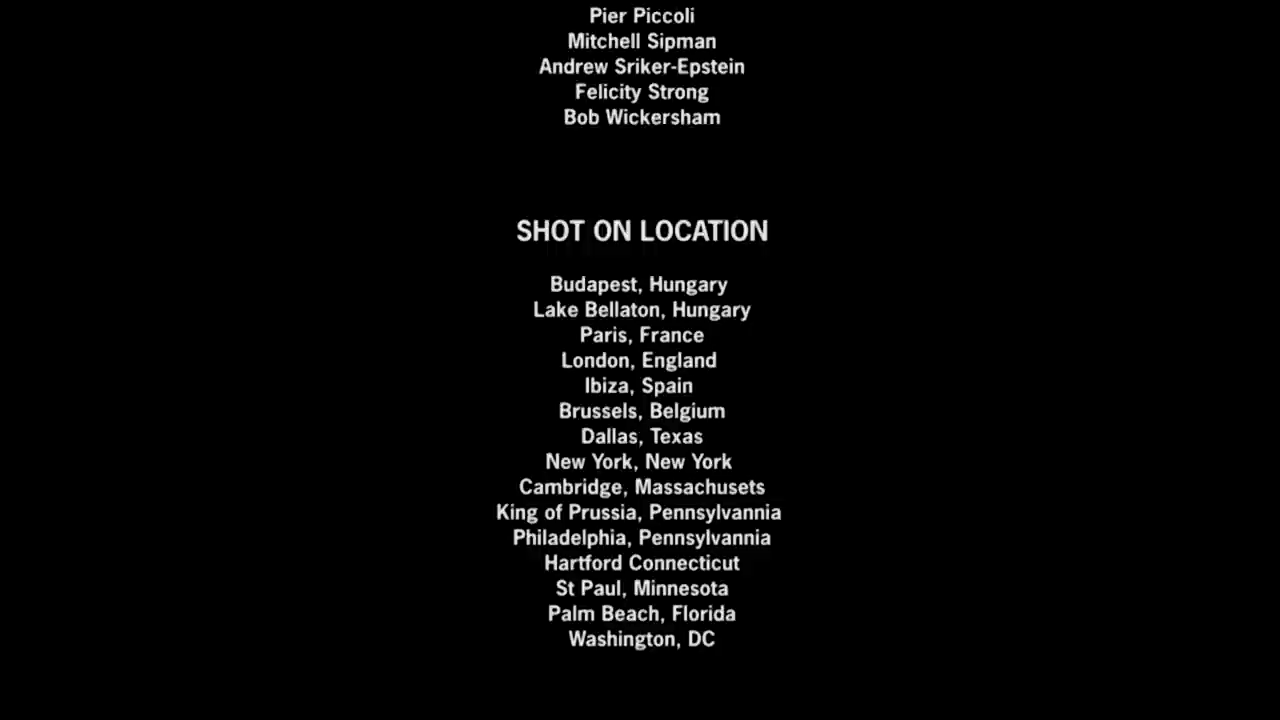 Pier Piccoli
Mitchell Sipman
Andrew Sriker-Epstein
Felicity Strong
Bob Wickersham
SHOT ON LOCATION
Budapest, Hungary
Lake Bellaton, Hungary
Paris, France
London, England
Ibiza, Spain
Brussels, Belgium
Dallas, Texas
New York, New York
Cambridge, Massachusets
King of Prussia, Pennsylvannia
Philadelphia, Pennsylvannia
Hartford Connecticut
St Paul, Minnesota
Palm Beach, Florida
Washington, DC